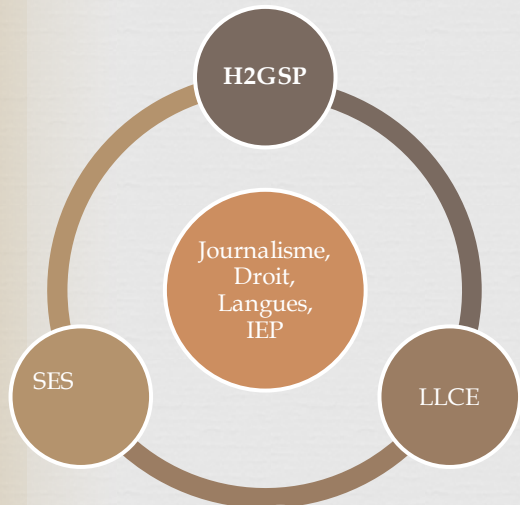 H2GSP
Journalisme,
Droit,
Langues,
IEP
SES
LLCE